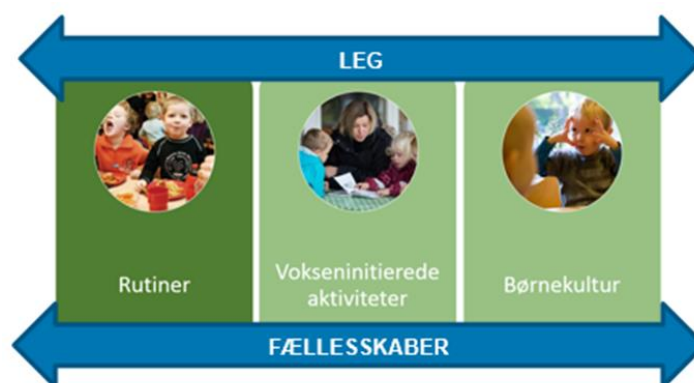 LEG
Rutiner
Vokseninitierede
aktiviteter
Børnekultur
FÆLLESSKABER